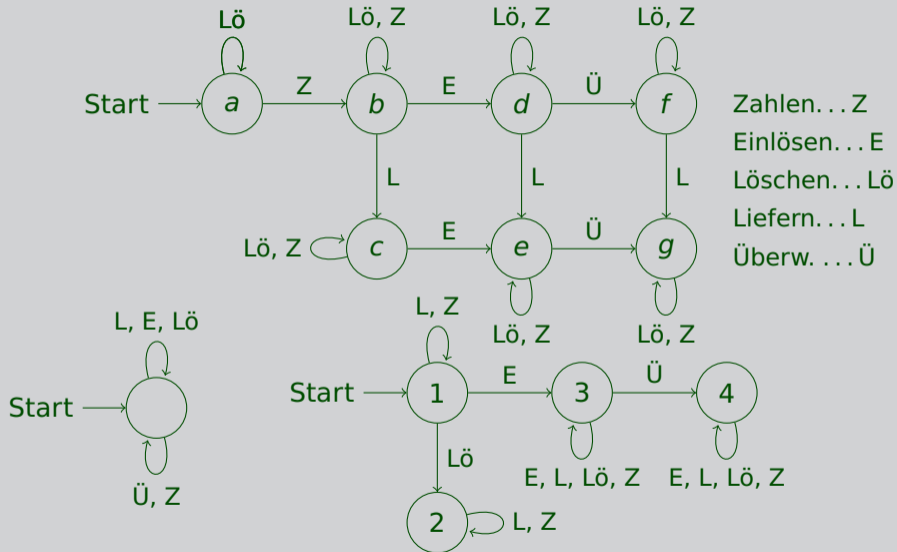 Lö
Lö, Z
Lö, Z
Lö, Z
Start
a
Z
b
E
d
Ü
f
Zahlen...Z
Einlösen...E
Löschen...Lö
Liefern...L
Überw. ...Ü
L
L
L
Lö, Z
c
E
e
Ü
g
Lö, Z
Lö, Z
L, E, Lö
Start
Ü, Z
L, Z
Start
1
E
3
Ü
4
E, L, Lö, Z
E, L, Lö, Z
Lö
2
L, Z